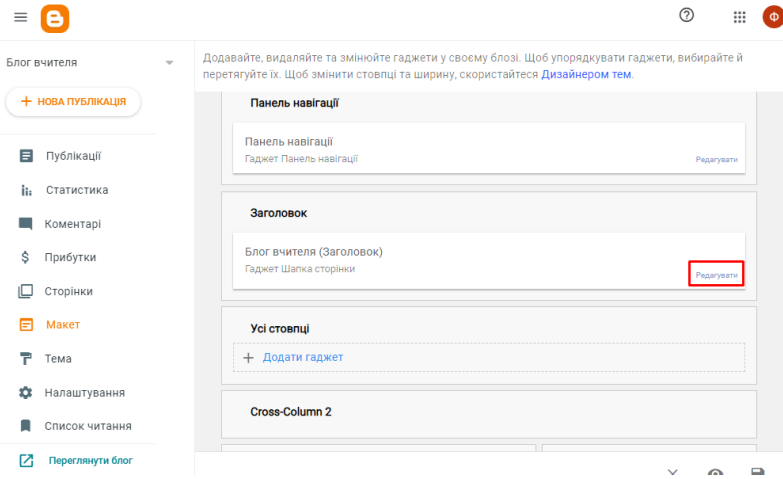 Блог вчителя
+ НОВА ПУБЛІКАЦІЯ
Публікації
Статистика
Коментарі
Прибутки
Сторінки
Макет
Тема
Налаштування
Список читання
Переглянути блог
Ф
Додавайте, видаляйте та змінюйте гаджети у своєму блозі. Щоб упорядкувати гаджети, вибирайте й
перетягуйте їх. Щоб змінити стовпці та ширину, скористайтеся Дизайнером тем.
Панель навігації
Панель навігації
Гаджет Панель навігації
Редагувати
Заголовок
Блог вчителя (Заголовок)
Гаджет Шапка сторінки
Редагувати
Усі стовпці
+ Додати гаджет
Cross-Column 2